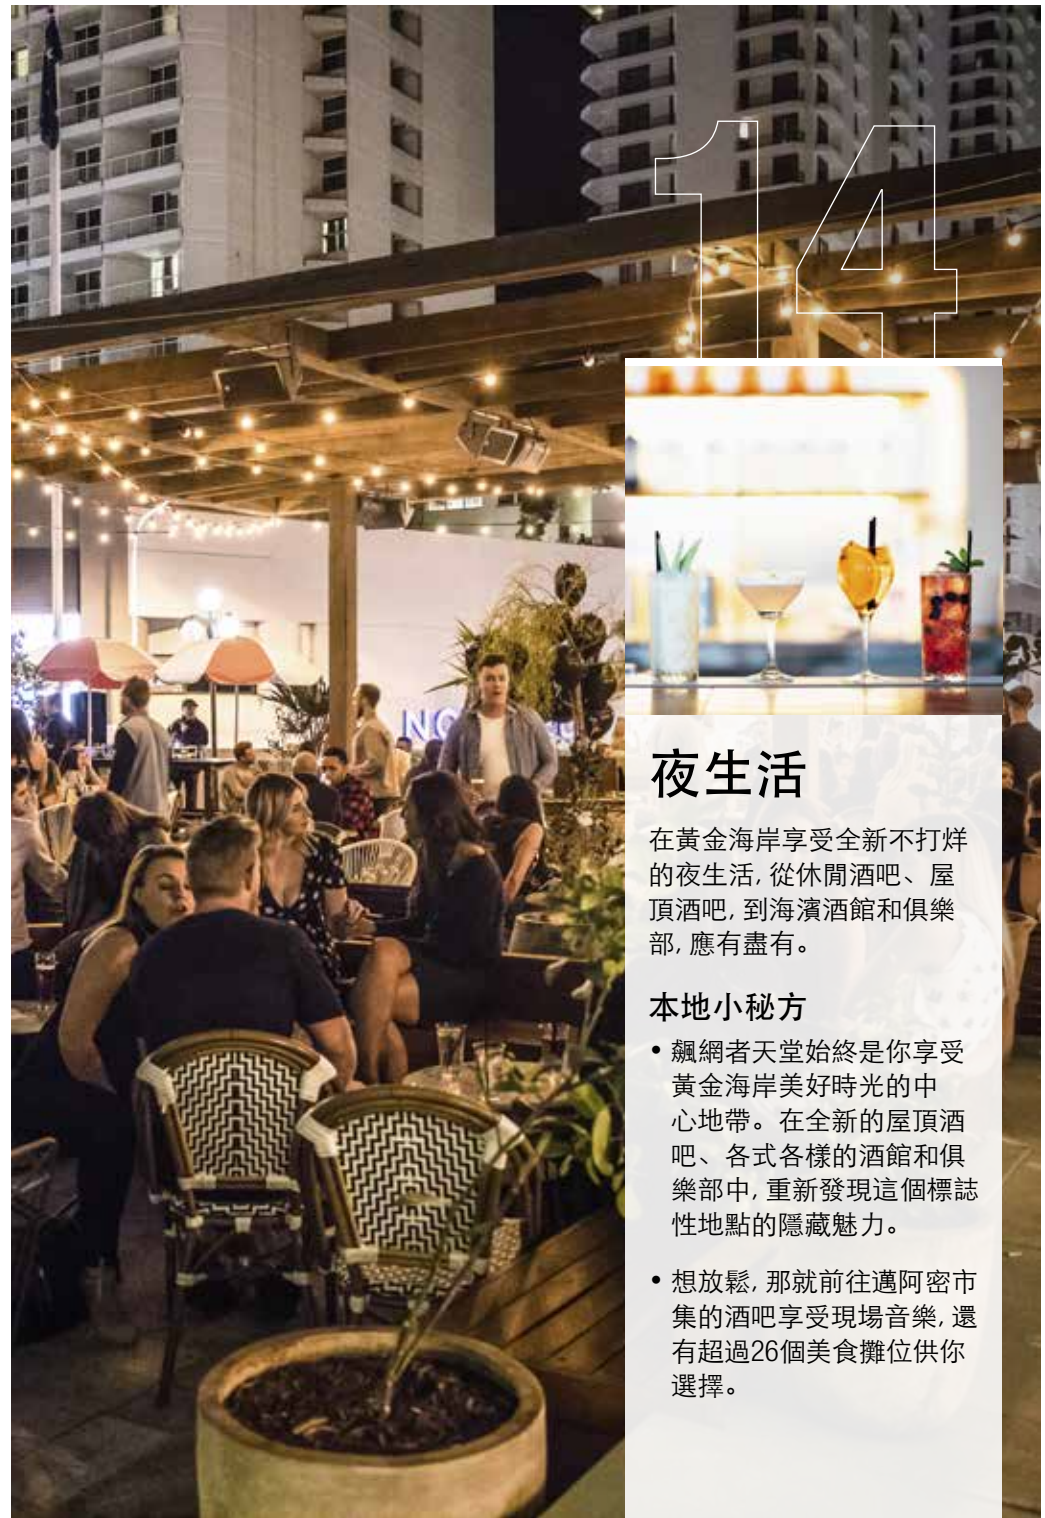 14
NO
夜生活
在黃金海岸享受全新不打烊
的夜生活, 從休閒酒吧、屋
頂酒吧, 到海濱酒館和俱樂
部, 應有盡有。
本地小秘方
• 飆網者天堂始終是你享受
黃金海岸美好時光的中
心地帶。在全新的屋頂酒
吧、各式各樣的酒館和俱
樂部中, 重新發現這個標誌
性地點的隱藏魅力。
• 想放鬆, 那就前往邁阿密市
集的酒吧享受現場音樂, 還
有超過26個美食攤位供你
選擇。